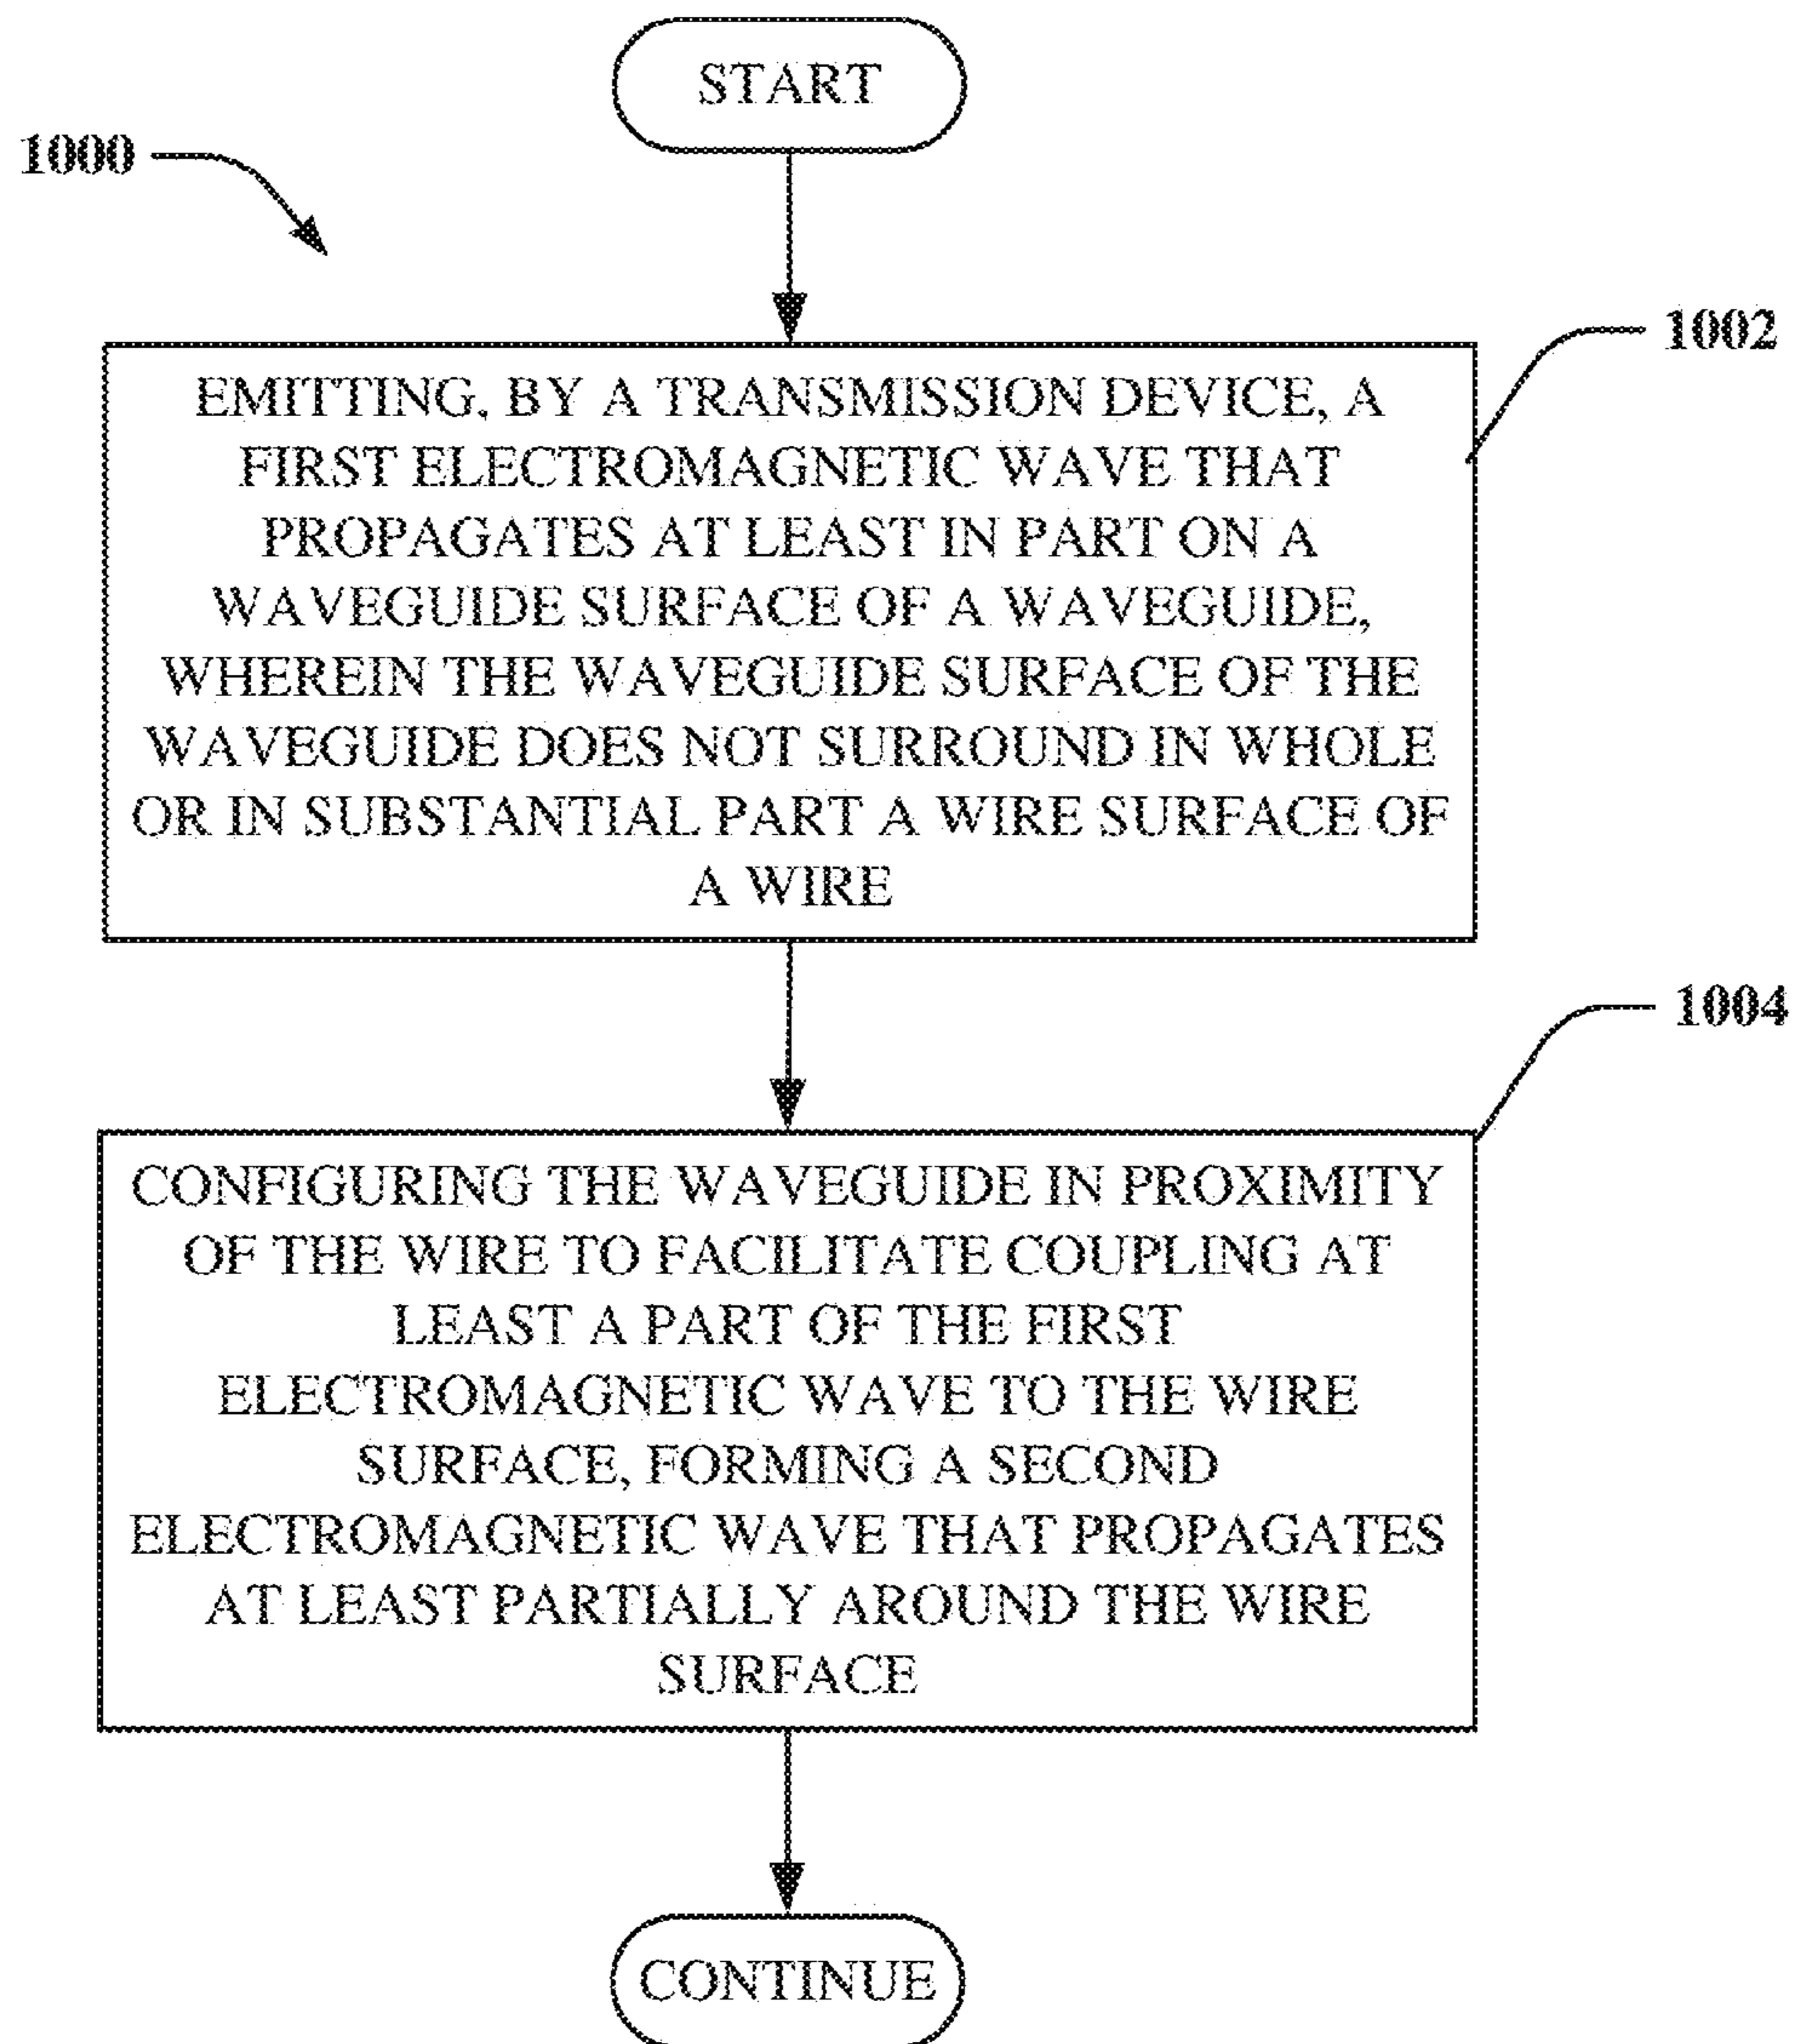 START
1000
1002
EMITTING, BY A TRANSMISSION DEVICE, A
FIRST ELECTROMAGNETIC WAVE THAT
PROPAGATES AT LEAST IN PART ON A
WAVEGUIDE SURFACE OF A WAVEGUIDE,
WHEREIN THE WAVEGUIDE SURFACE OF THE
WAVEGUIDE DOES NOT SURROUND IN WHOLE
OR IN SUBSTANTIAL PART A WIRE SURFACE OF
A WIRE
1004
CONFIGURING THE WAVEGUIDE IN PROXIMITY
OF THE WIRE TO FACILITATE COUPLING AT
LEAST A PART OF THE FIRST
ELECTROMAGNETIC WAVE TO THE WIRE
SURFACE, FORMING A SECOND
ELECTROMAGNETIC WAVE THAT PROPAGATES
AT LEAST PARTIALLY AROUND THE WIRE
SURFACE
CONTINUE